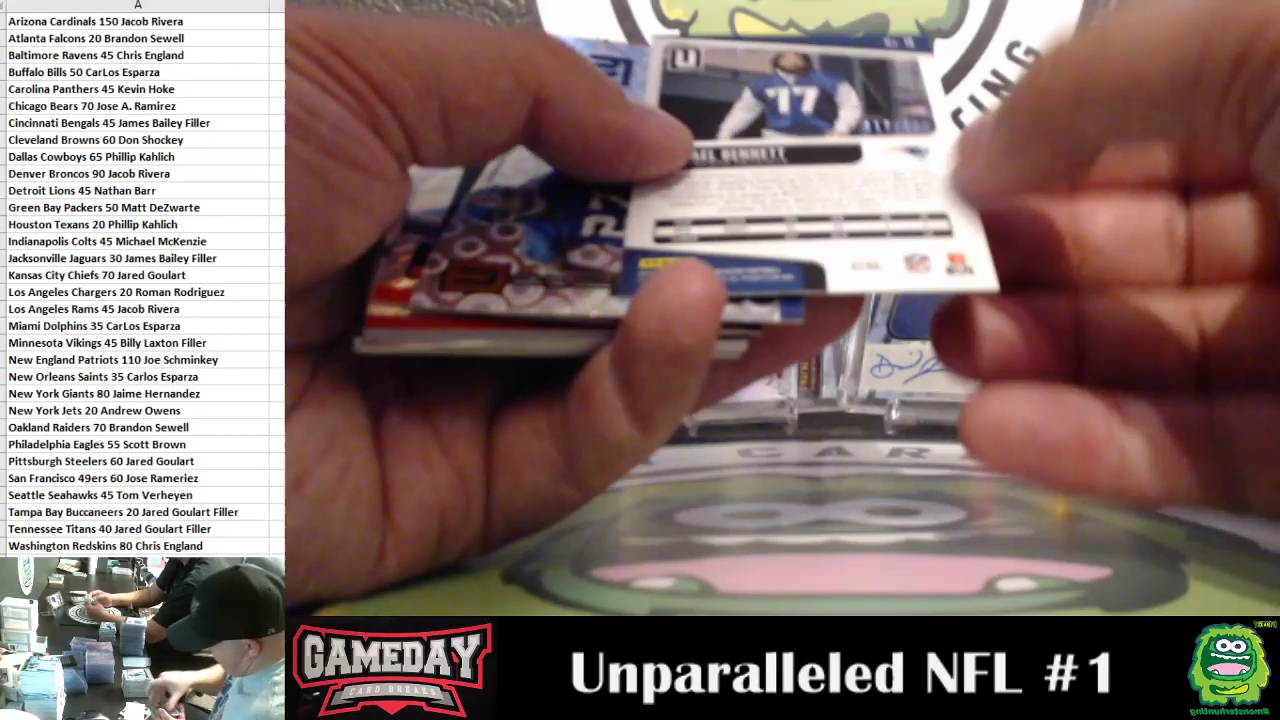 A
Arizona Cardinals 150 Jacob Rivera
Atlanta Falcons 20 Brandon Sewell
Baltimore Ravens 45 Chris England
Buffalo Bills 50 CarLos Esparza
Carolina Panthers 45 Kevin Hoke
Chicago Bears 70 Jose A. Ramirez
Cincinnati Bengals 45 James Bailey Filler
Cleveland Browns 60 Don Shockey
Dallas Cowboys 65 Phillip Kahlich
Denver Broncos 90 Jacob Rivera
Detroit Lions 45 Nathan Barr
Green Bay Packers 50 Matt DeZwarte
Houston Texans 20 Phillip Kahlich
Indianapolis Colts 45 Michael McKenzie
Jacksonville Jaguars 30 James Bailey Filler
Kansas City Chiefs 70 Jared Goulart
Los Angeles Chargers 20 Roman Rodriguez
Los Angeles Rams 45 Jacob Rivera
Miami Dolphins 35 CarLos Esparza
Minnesota Vikings 45 Billy Laxton Filler
New England Patriots 110 Joe Schminkey
New Orleans Saints 35 Carlos Esparza
New York Giants 80 Jaime Hernandez
New York Jets 20 Andrew Owens
Oakland Raiders 70 Brandon Sewell
Philadelphia Eagles 55 Scott Brown
Pittsburgh Steelers 60 Jared Goulart
San Francisco 49ers 60 Jose Rameriez
Seattle Seahawks 45 Tom Verheyen
Tampa Bay Buccaneers 20 Jared Goulart Filler
Tennessee Titans 40 Jared Goulart Filler
Washington Redskins 80 Chris England
77
BENNETT
CAR
GAMEDAY
CARD BREAKS
Unparalleled NFL #1
#monsterhunting